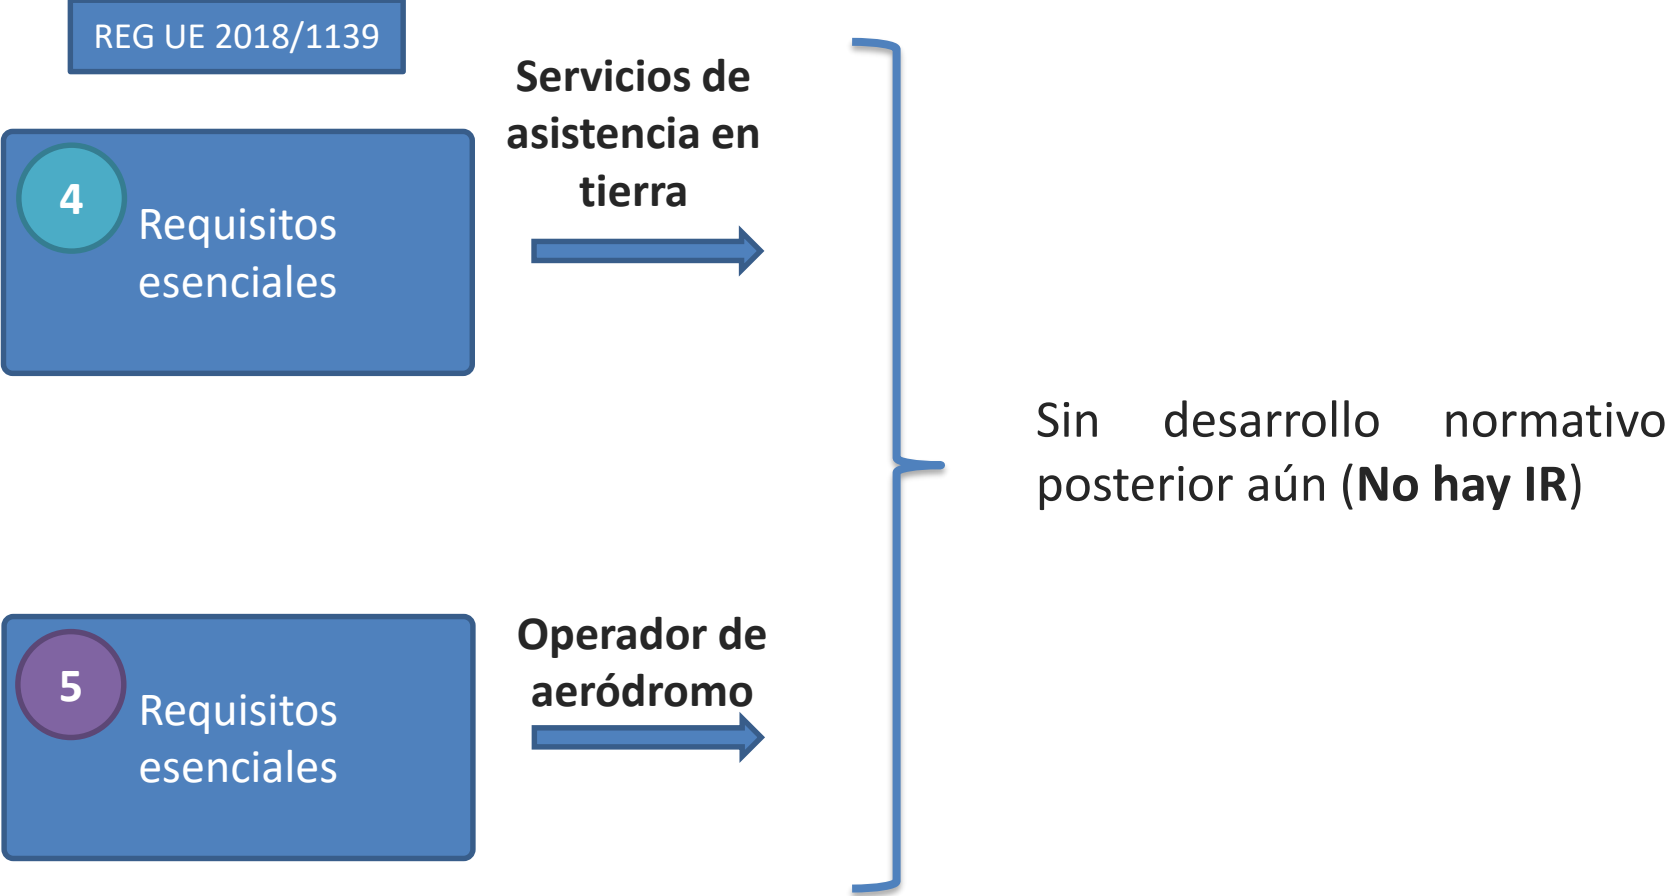 REG UE 2018/1139
Servicios de
asistencia en
tierra
4
Requisitos
esenciales
Sin desarrollo normativo
posterior aún (No hay IR)
Operador de
aeródromo
5
Requisitos
esenciales